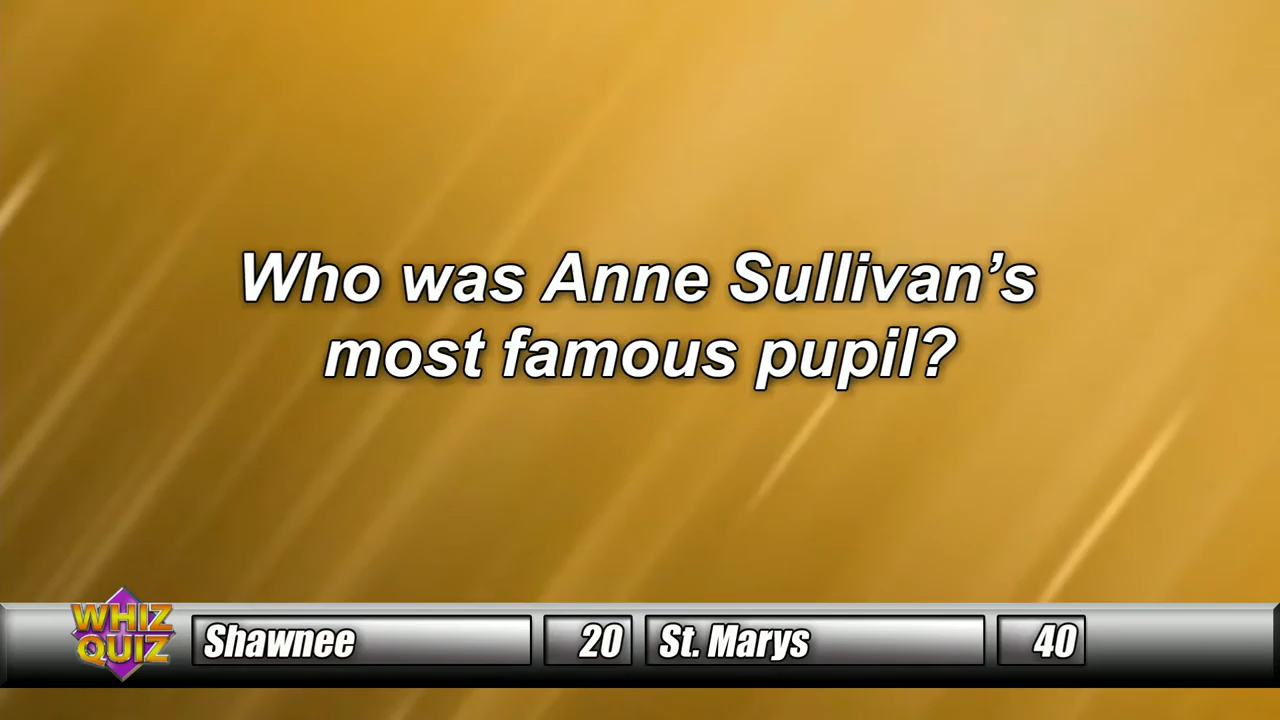 Who was Anne Sullivan’s
most famous pupil?
WHIZ
QUIZ
Shawnee 20 St. Marys 40